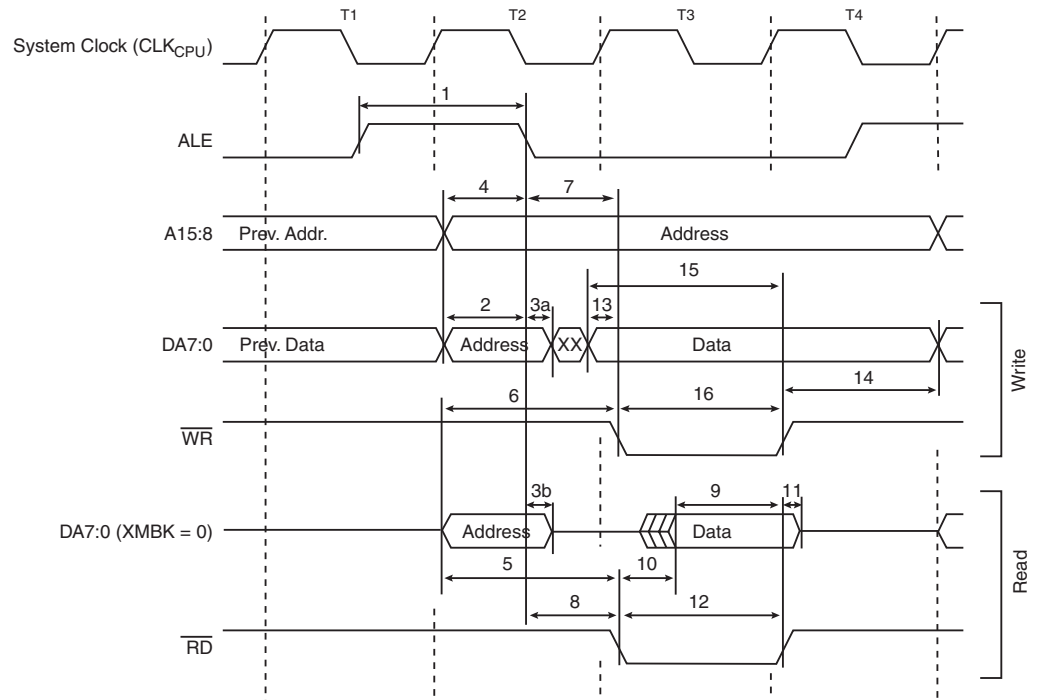 T1 T2 T3 T4
System Clock (CLKCPU)
1
ALE
4 7
A15:8 Prev. Addr. Address
15
2 3a 13
DA7:0 Prev. Data Address XX Data
14
6 16
WR
Write
3b 9 11
DA7:0 (XMBK = 0) Address Data
5 10
8 12
RD
Read